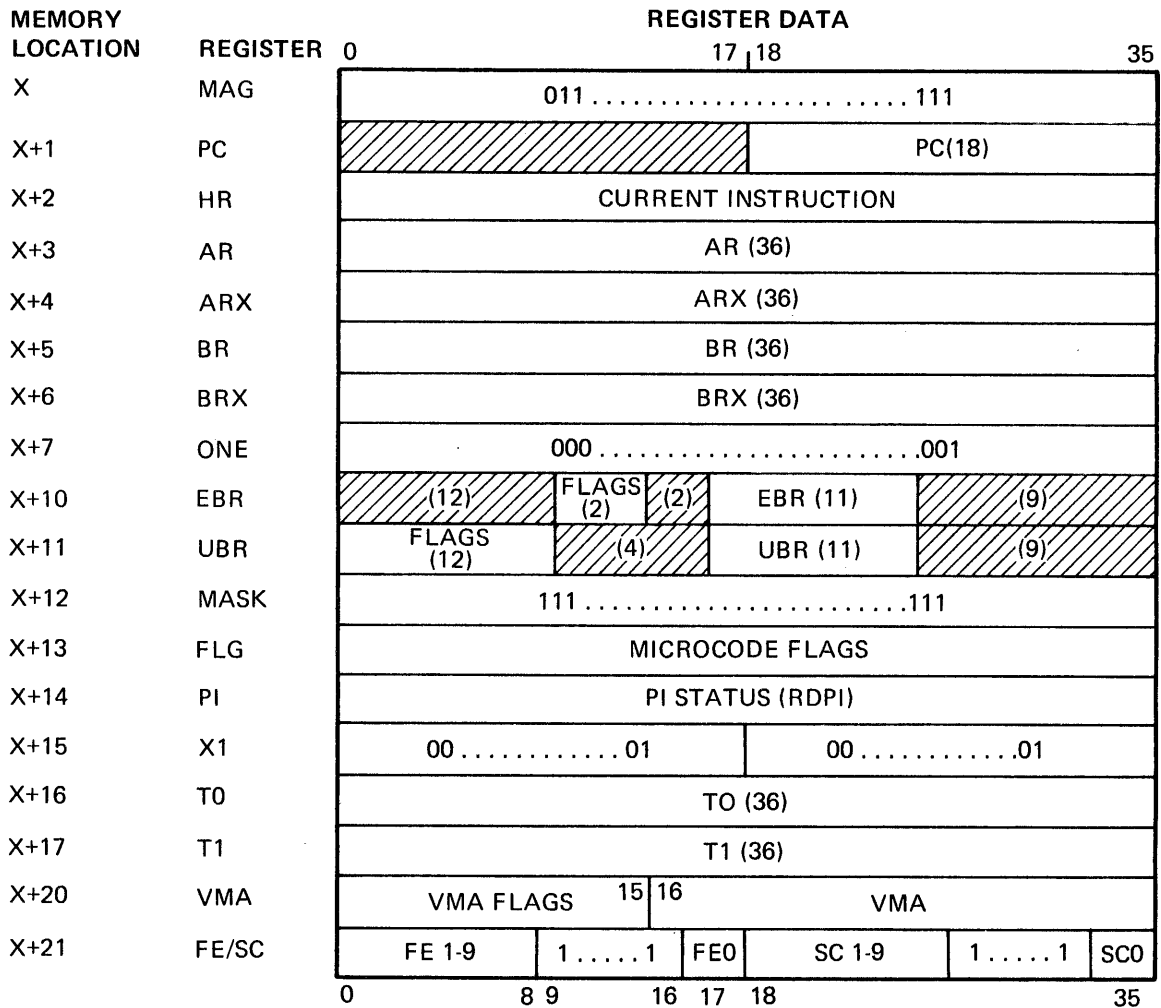 MEMORY LOCATION REGISTER REGISTER DATA
0 17 18 35
X MAG 011 . . . . . . . . . . . . . . . . . . . . . 111
X+1 PC PC(18)
X+2 HR CURRENT INSTRUCTION
X+3 AR AR (36)
X+4 ARX ARX (36)
X+5 BR BR (36)
X+6 BRX BRX (36)
X+7 ONE 000 . . . . . . . . . . . . . . . . . . . . . . . .001
X+10 EBR (12) FLAGS (2) (2) EBR (11) (9)
X+11 UBR FLAGS (12) (4) UBR (11) (9)
X+12 MASK 111 . . . . . . . . . . . . . . . . . . . . . . . .111
X+13 FLG MICROCODE FLAGS
X+14 PI PI STATUS (RDPI)
X+15 X1 00 . . . . . . . . . . . . 01 00 . . . . . . . . . . . .01
X+16 T0 TO (36)
X+17 T1 T1 (36)
X+20 VMA VMA FLAGS 15 16 VMA
X+21 FE/SC FE 1-9 1 . . . . . 1 FE0 SC 1-9 1 . . . . . 1 SC0
0 8 9 16 17 18 35